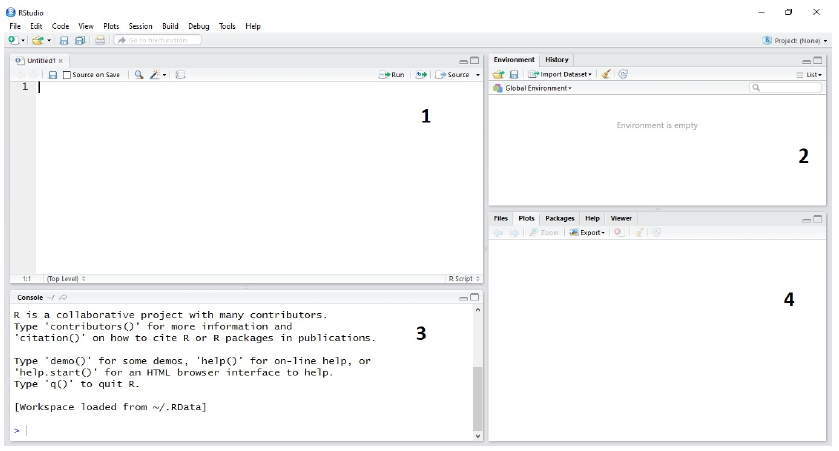 RStudio
File Edit Code View Plots Session Build Debug Tools Help
Go to file/function
Project: (None)
Untitled1
Source on Save
Run
Source
1
1
1:1 (Top Level)
R Script
Console ~/
R is a collaborative project with many contributors.
Type 'contributors()' for more information and
'citation()' on how to cite R or R packages in publications.
Type 'demo()' for some demos, 'help()' for on-line help, or
'help.start()' for an HTML browser interface to help.
Type 'q()' to quit R.
[Workspace loaded from ~/.RData]
>
3
Environment History
Import Dataset
List
Global Environment
Environment is empty
2
Files Plots Packages Help Viewer
Zoom Export
4